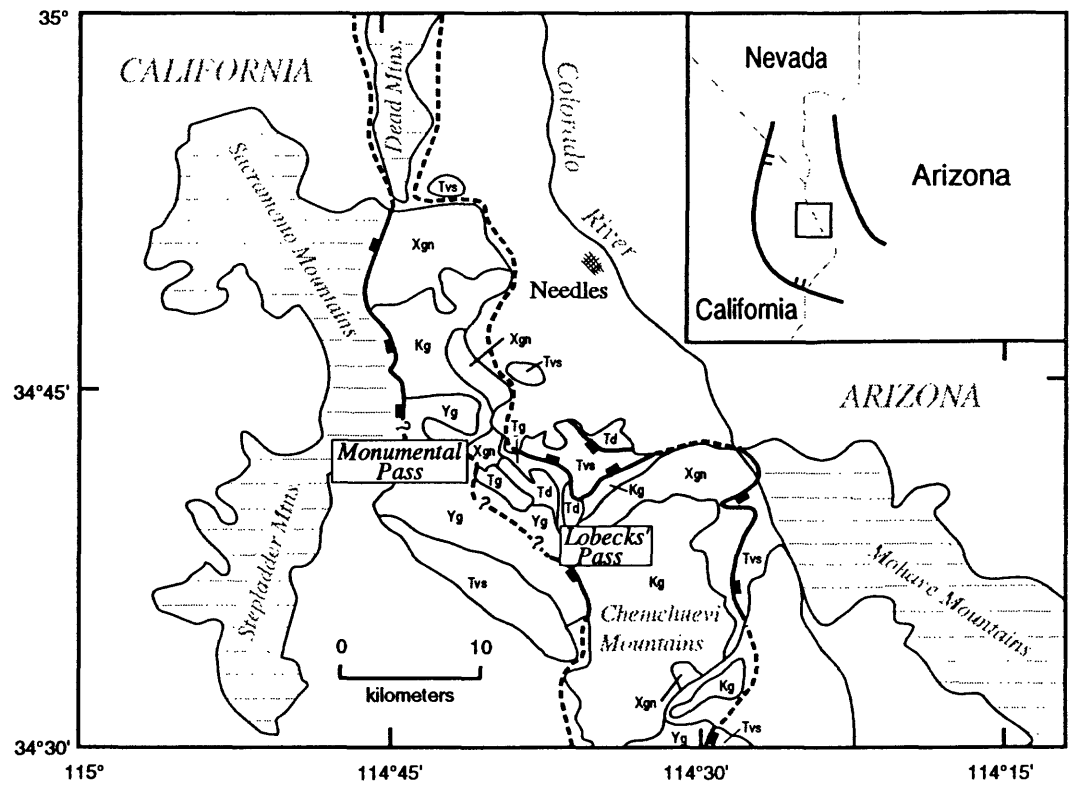 35°
CALIFORNIA
Dead Mtns.
Colorado
River
Nevada
Arizona
California
Tvs
Sacramento Mountains
Xgn
Needles
Kg
Xgn
Tvs
34°45'
ARIZONA
Yg
Tg
Td
?
Monumental
Pass
Xgn
Tvs
Xgn
Tg
Td
Kg
Td
?
Yg
Yg
?
Lobecks'
Pass
Tvs
Stepladder Mtns.
Tvs
Kg
Mohave Mountains
Chemehuevi
Mountains
0
10
kilometers
Xgn
Kg
Yg
Tvs
34°30'
115°
114°45'
114°30'
114°15'